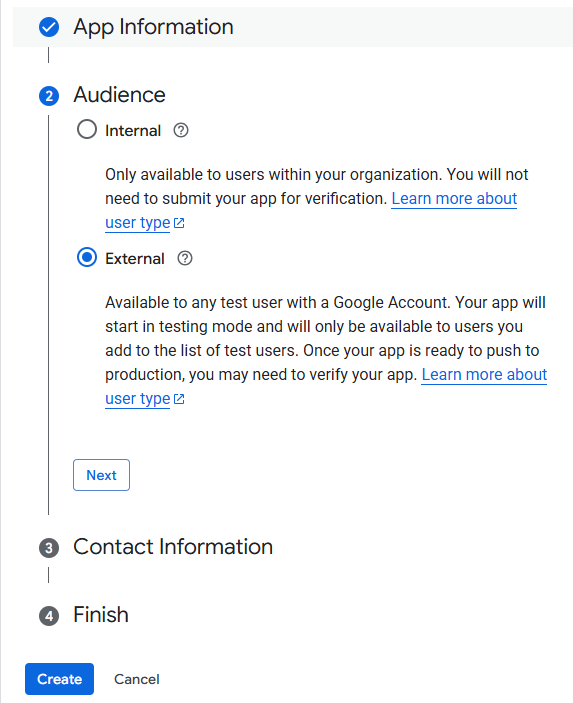 App Information
2 Audience
Internal
Only available to users within your organization. You will not
need to submit your app for verification. Learn more about
user type
External
Available to any test user with a Google Account. Your app will
start in testing mode and will only be available to users you
add to the list of test users. Once your app is ready to push to
production, you may need to verify your app. Learn more about
user type
Next
3 Contact Information
4 Finish
Create Cancel